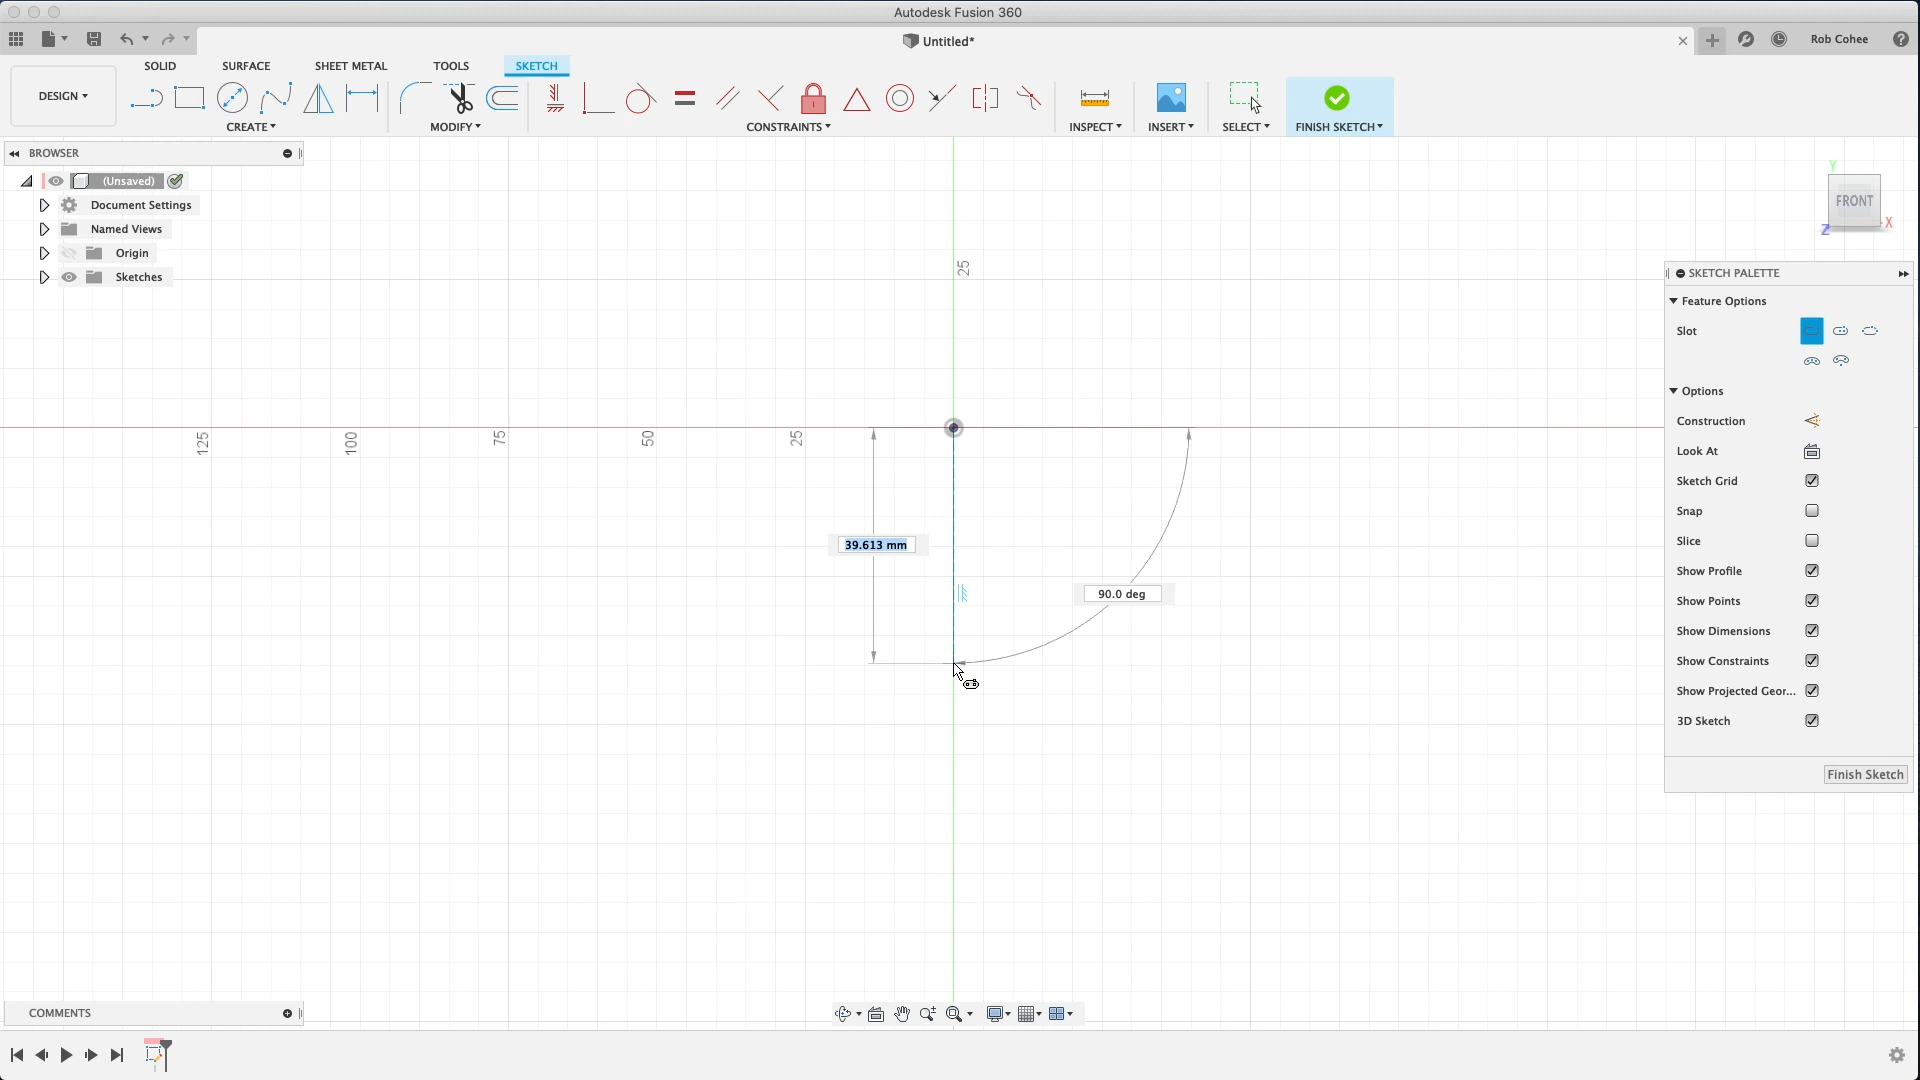 Autodesk Fusion 360
Untitled*
Rob Cohee
SOLID SURFACE SHEET METAL TOOLS SKETCH
DESIGN
CREATE MODIFY CONSTRAINTS INSPECT INSERT SELECT FINISH SKETCH
BROWSER
(Unsaved)
Document Settings
Named Views
Origin
Sketches
Y
FRONT
X
Z
25
125 100 75 50 25
39.613 mm
90.0 deg
SKETCH PALETTE
Feature Options
Slot
Options
Construction
Look At
Sketch Grid
Snap
Slice
Show Profile
Show Points
Show Dimensions
Show Constraints
Show Projected Geor...
3D Sketch
Finish Sketch
COMMENTS